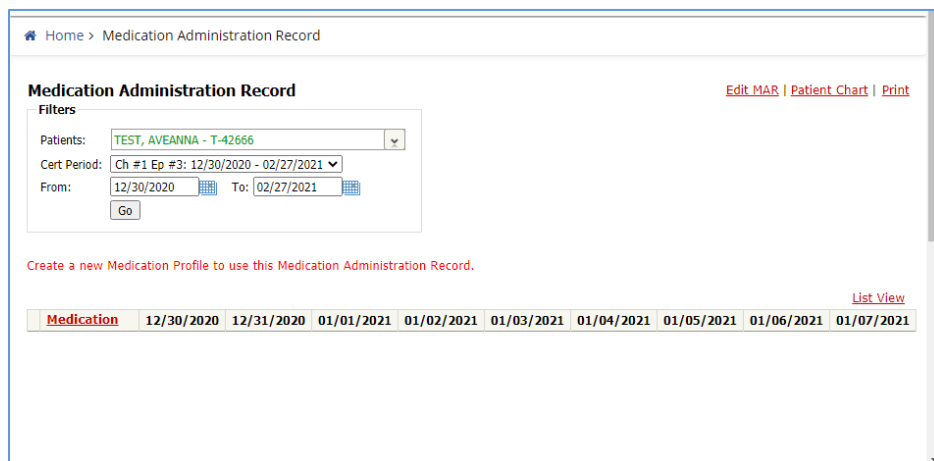 Home > Medication Administration Record
Medication Administration Record
Edit MAR | Patient Chart | Print
Filters
Patients: TEST, AVEANNA - T-42666
Cert Period: Ch #1 Ep #3: 12/30/2020 - 02/27/2021
From: 12/30/2020 To: 02/27/2021
Go
Create a new Medication Profile to use this Medication Administration Record.
List View
Medication 12/30/2020 12/31/2020 01/01/2021 01/02/2021 01/03/2021 01/04/2021 01/05/2021 01/06/2021 01/07/2021